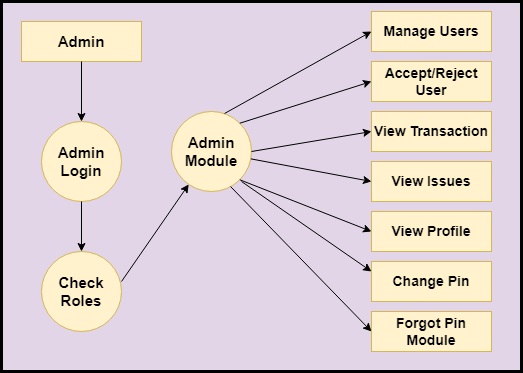 Admin
Admin
Login
Check
Roles
Admin
Module
Manage Users
Accept/Reject
User
View Transaction
View Issues
View Profile
Change Pin
Forgot Pin
Module